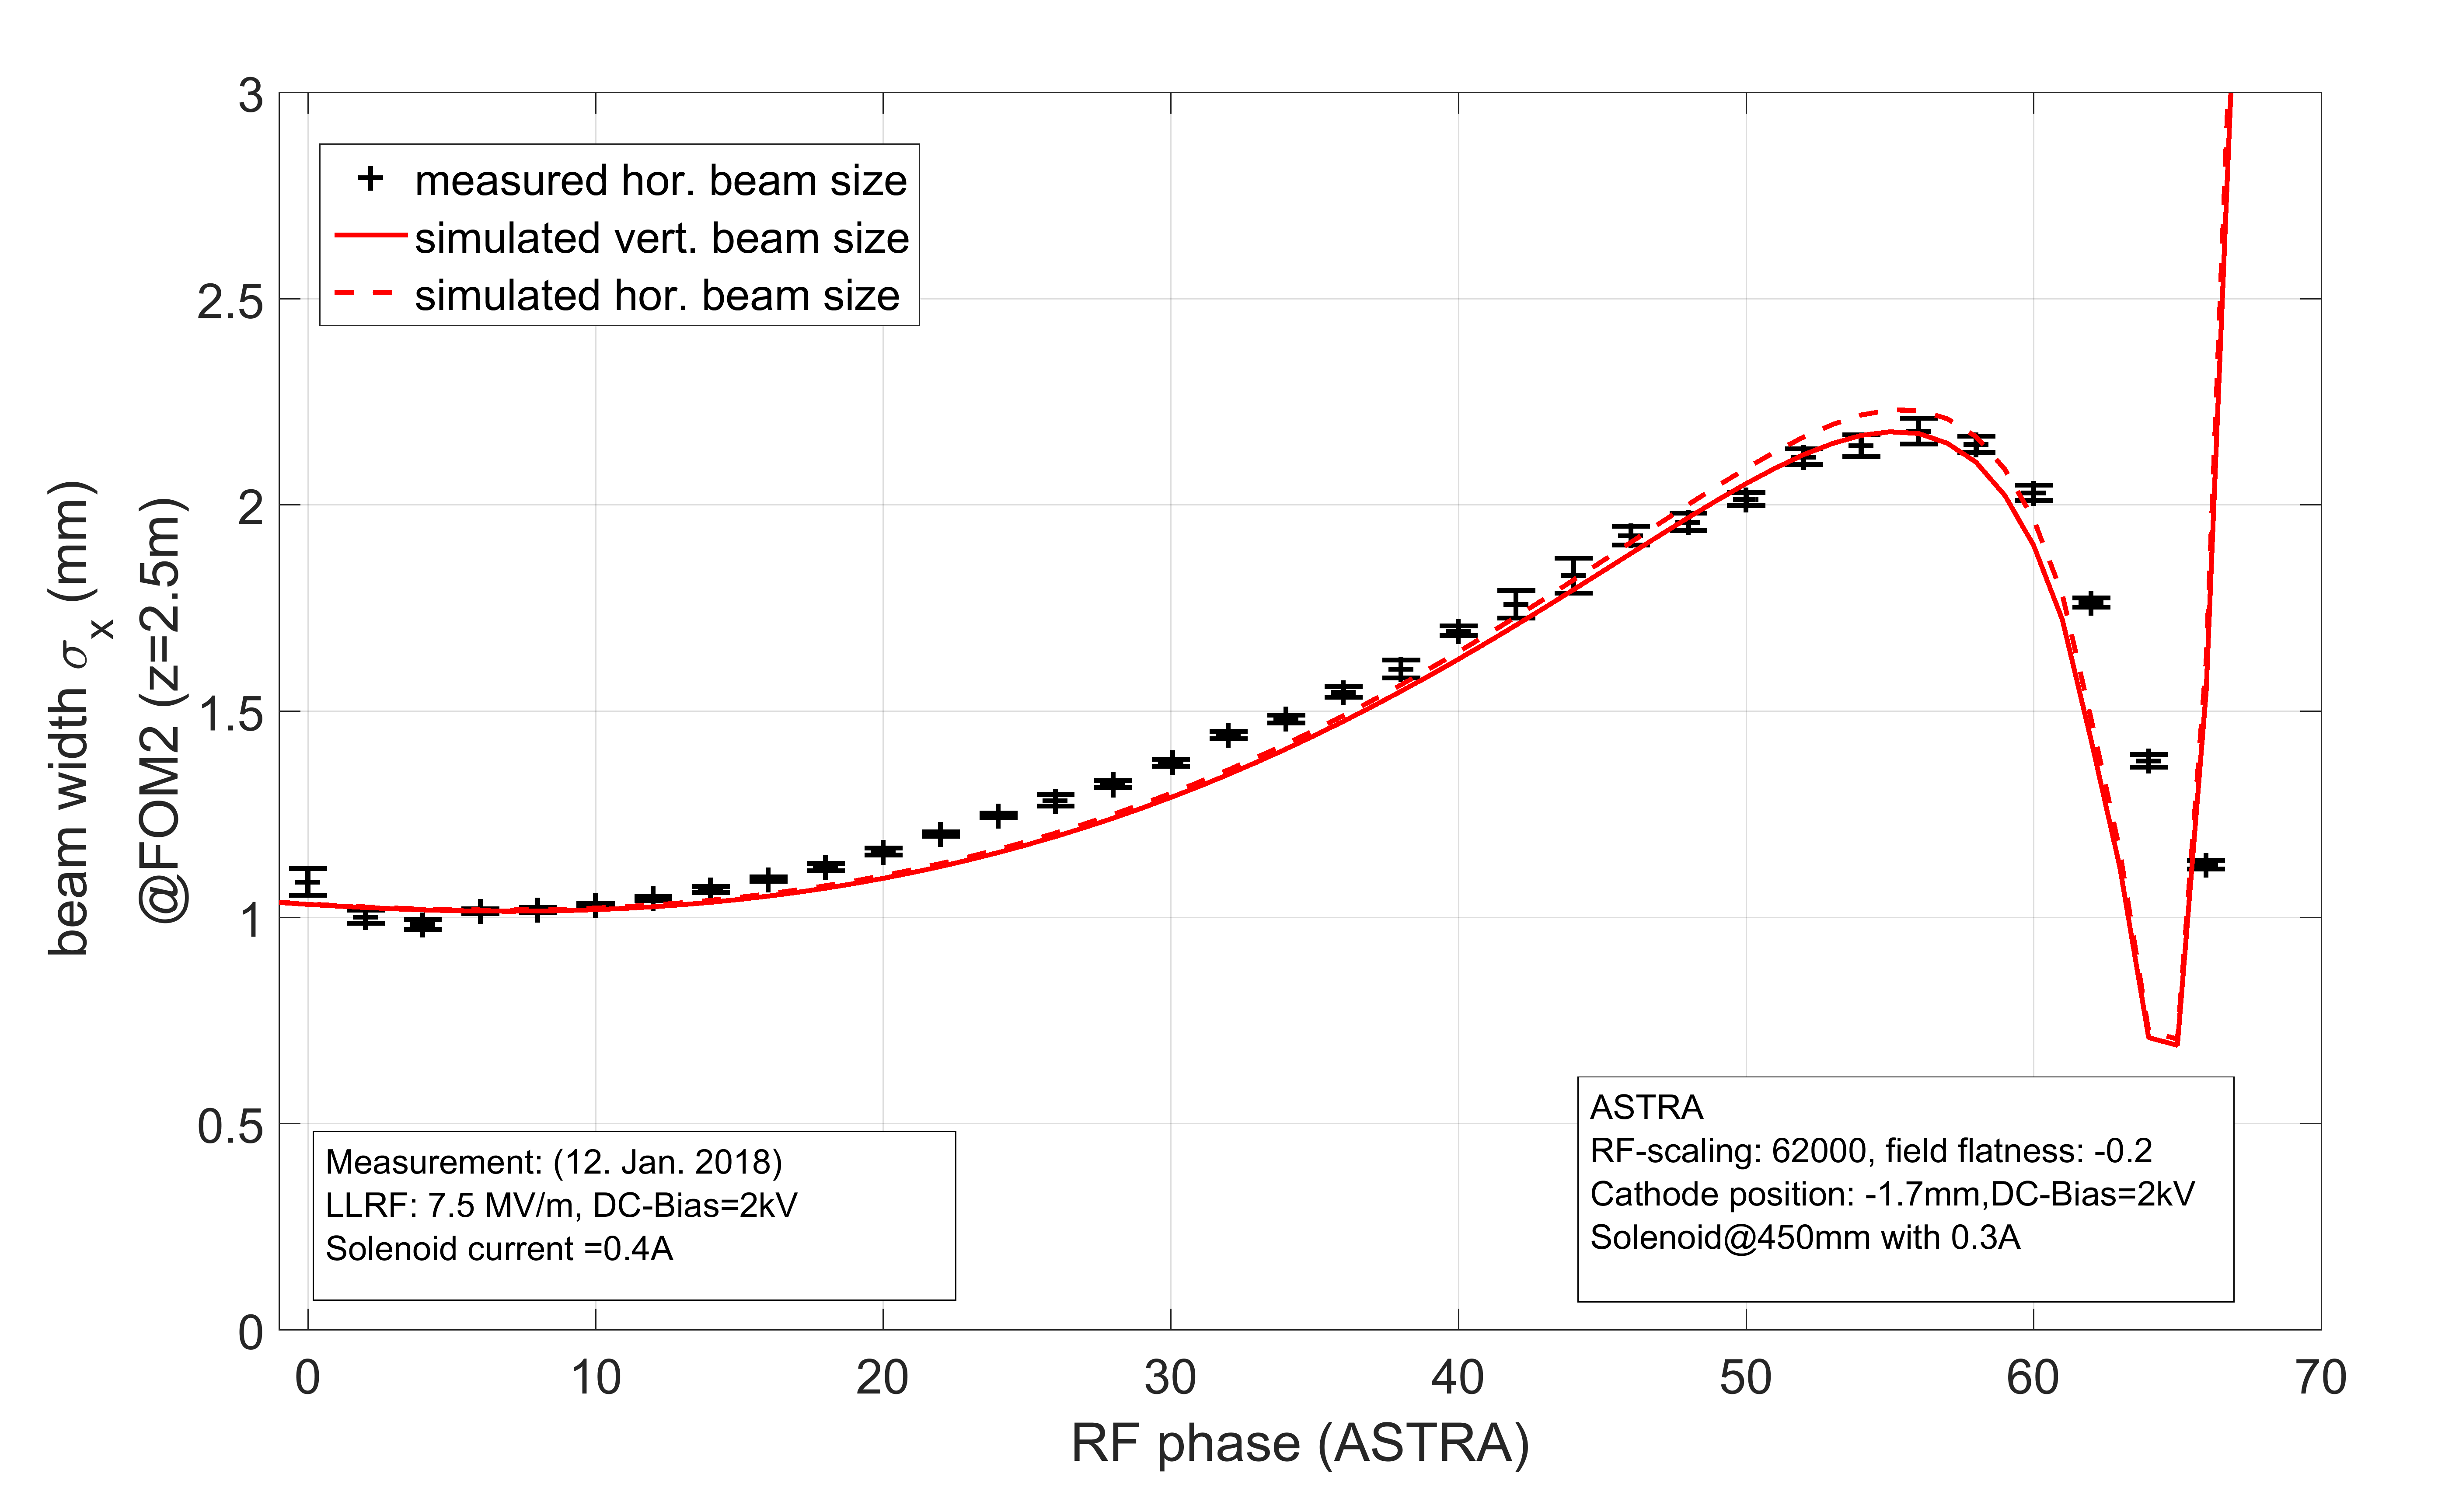 3
2.5
2
1.5
1
0.5
0
beam width σx (mm)
@FOM2 (z=2.5m)
measured hor. beam size
simulated vert. beam size
simulated hor. beam size
Measurement: (12. Jan. 2018)
LLRF: 7.5 MV/m, DC-Bias=2kV
Solenoid current =0.4A
ASTRA
RF-scaling: 62000, field flatness: -0.2
Cathode position: -1.7mm,DC-Bias=2kV
Solenoid@450mm with 0.3A
0 10 20 30 40 50 60 70
RF phase (ASTRA)